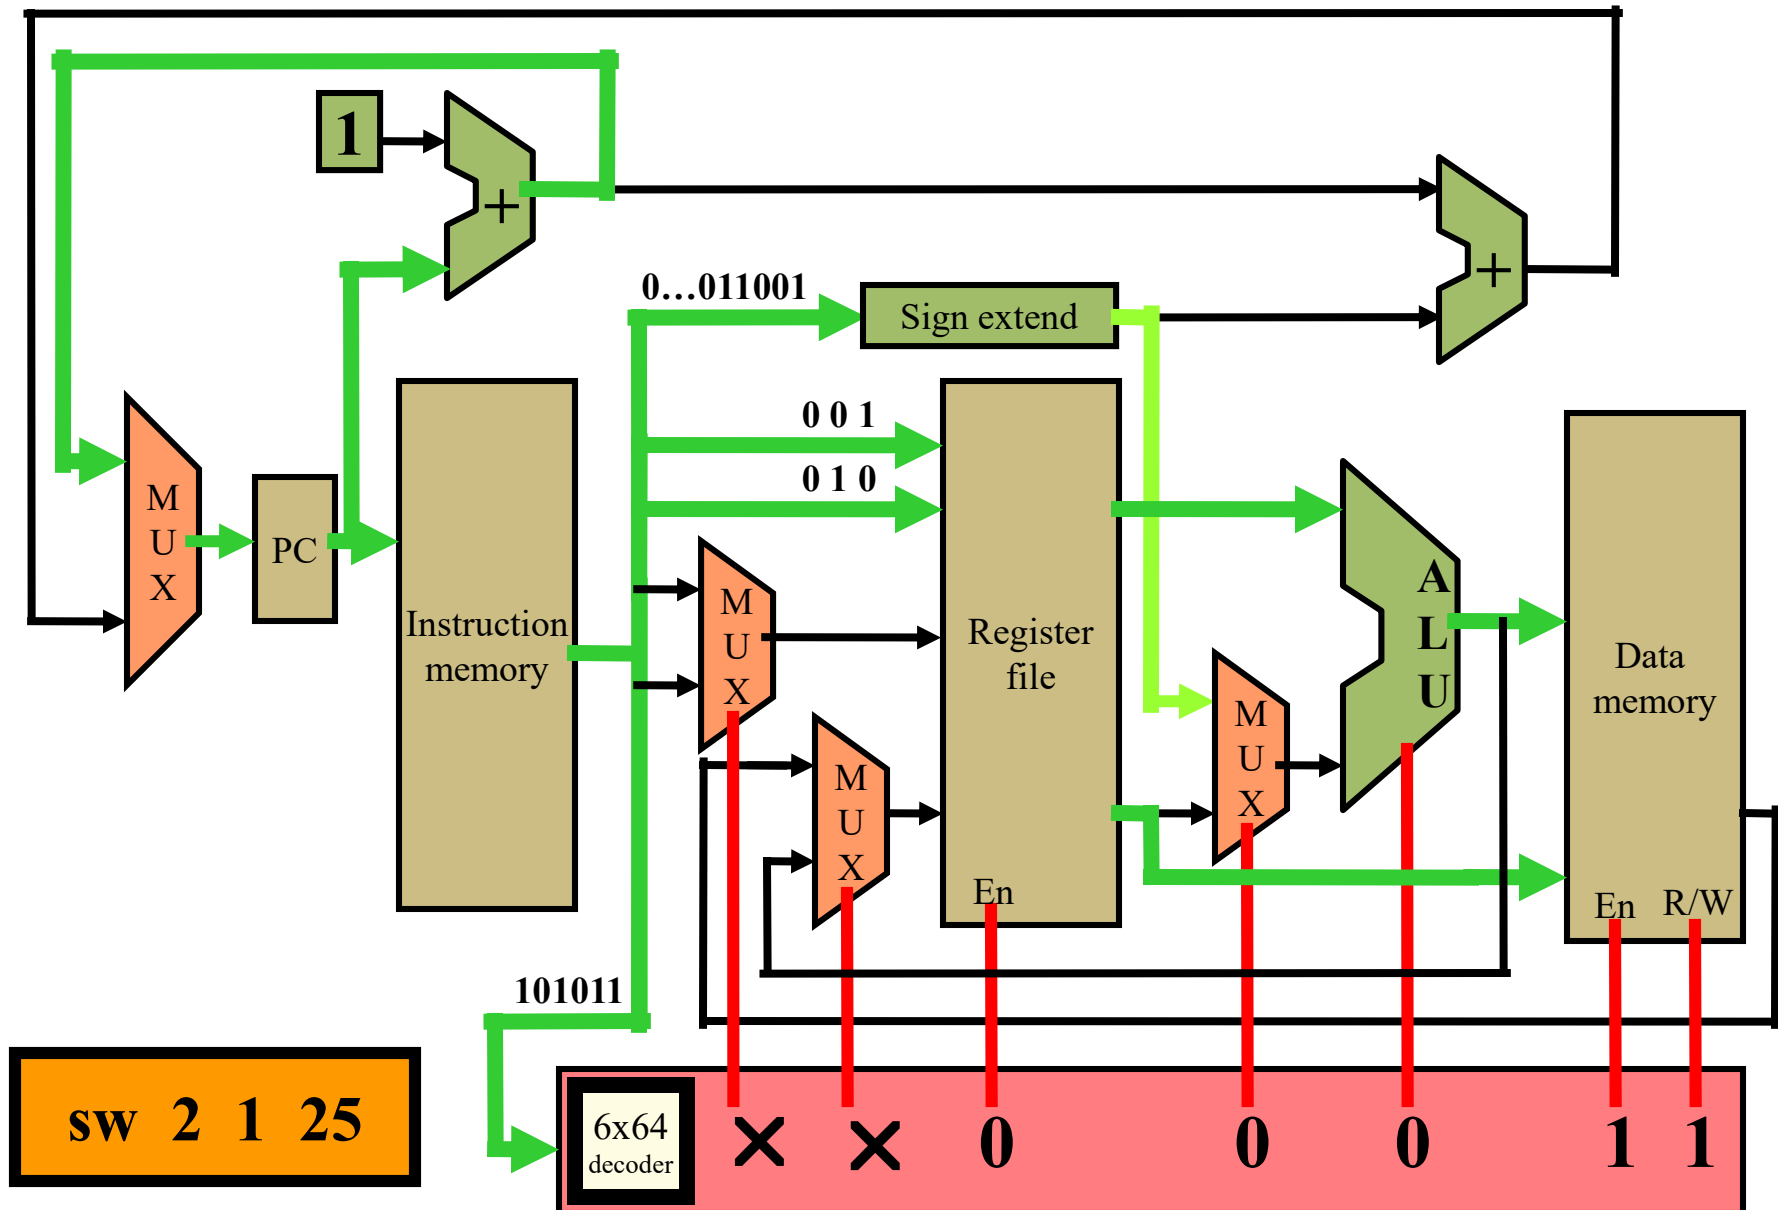 1
+
+
0…011001
Sign extend
0 0 1
0 1 0
M
U
X
PC
Instruction
memory
M
U
X
Register
file
En
M
U
X
M
U
X
A
L
U
Data
memory
En R/W
101011
sw 2 1 25
6x64
decoder
× × 0 0 0 1 1